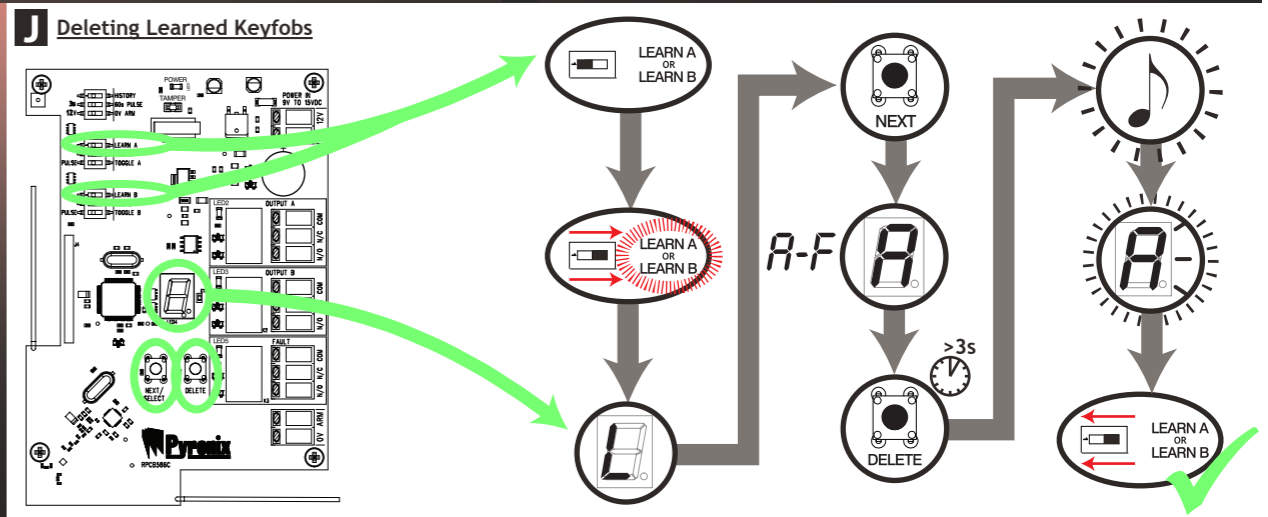 J Deleting Learned Keyfobs
POWER
TAMPER
HISTORY
3s 60s PULSE
12V 0V ARM
POWER IN
9V TO 15VDC
12V
LEARN A
PULSE TOGGLE A
LEARN B
PULSE TOGGLE B
LED2 OUTPUT A
N/O N/C COM
LED3 OUTPUT B
N/O N/C COM
LED5 FAULT
N/O N/C COM
NEXT/
SELECT
DELETE
0V ARM
Pyronix
RPCB586C
LEARN A
OR
LEARN B
LEARN A
OR
LEARN B
L
NEXT
A-F A
>3s
DELETE
A
LEARN A
OR
LEARN B